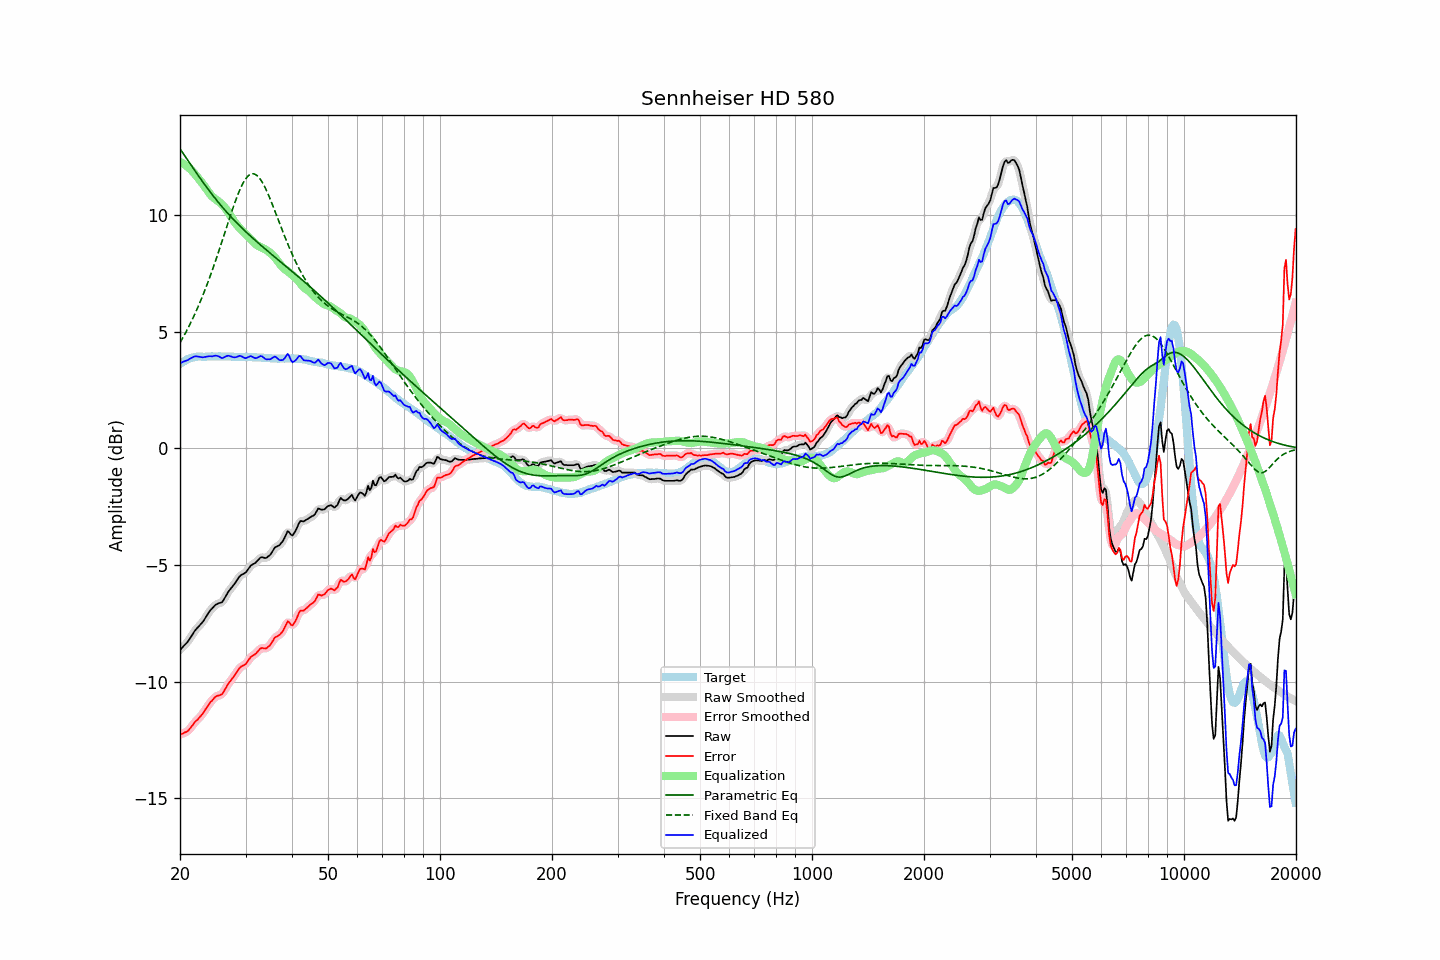 Sennheiser HD 580
Amplitude (dBr)
10
5
0
−5
−10
−15
Target
Raw Smoothed
Error Smoothed
Raw
Error
Equalization
Parametric Eq
Fixed Band Eq
Equalized
20 50 100 200 500 1000 2000 5000 10000 20000
Frequency (Hz)